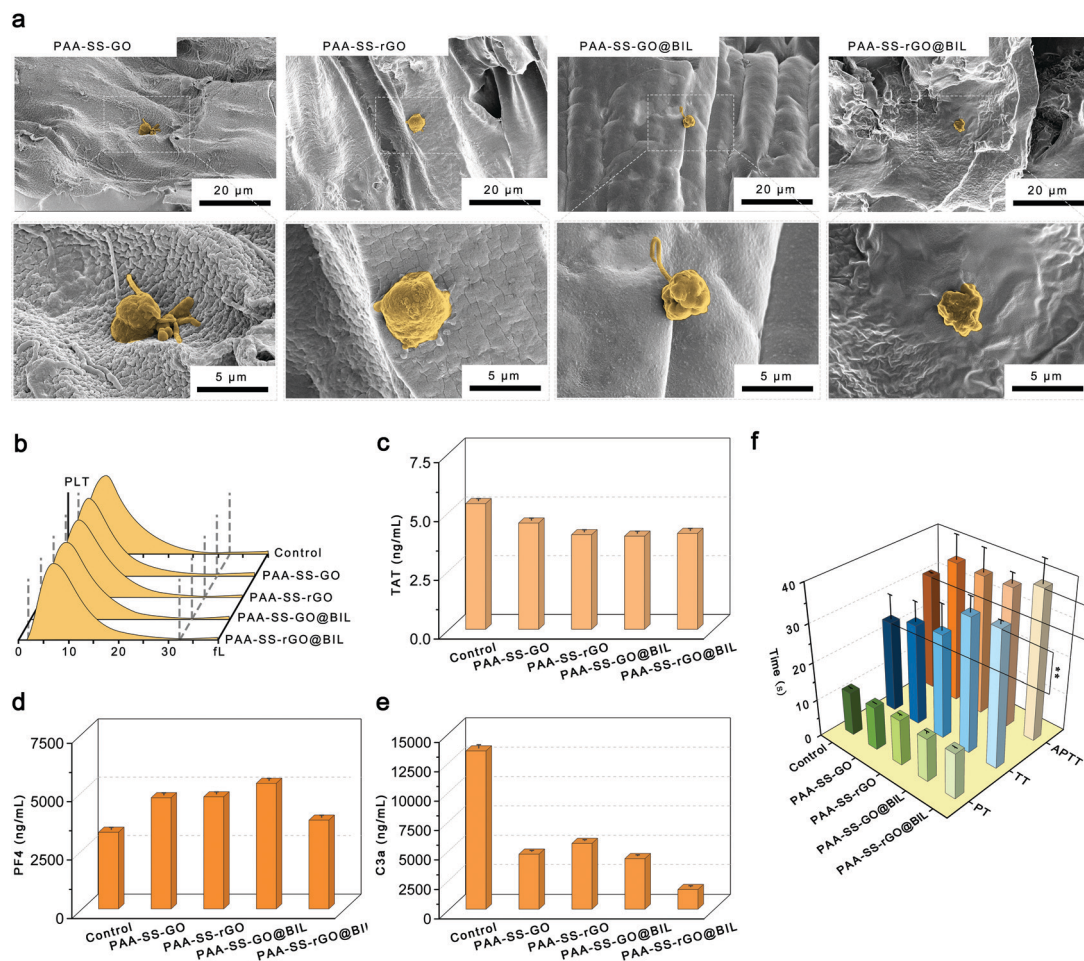 a
PAA-SS-GO
PAA-SS-rGO
PAA-SS-GO@BIL
PAA-SS-rGO@BIL
20 µm
20 µm
20 µm
20 µm
5 µm
5 µm
5 µm
5 µm
b
PLT
Control
PAA-SS-GO
PAA-SS-rGO
PAA-SS-GO@BIL
PAA-SS-rGO@BIL
0 10 20 30 fL
c
TAT (ng/mL)
7.5
5.0
2.5
0.0
Control
PAA-SS-GO
PAA-SS-rGO
PAA-SS-GO@BIL
PAA-SS-rGO@BIL
d
PF4 (ng/mL)
7500
5000
2500
0
Control
PAA-SS-GO
PAA-SS-rGO
PAA-SS-GO@BIL
PAA-SS-rGO@BIl
e
C3a (ng/mL)
15000
12500
10000
7500
5000
2500
0
Control
PAA-SS-GO
PAA-SS-rGO
PAA-SS-GO@BIL
PAA-SS-rGO@BIL
f
Time (s)
40
30
20
10
0
**
Control
PAA-SS-GO
PAA-SS-rGO
PAA-SS-GO@BIL
PAA-SS-rGO@BIL
PT
TT
APTT